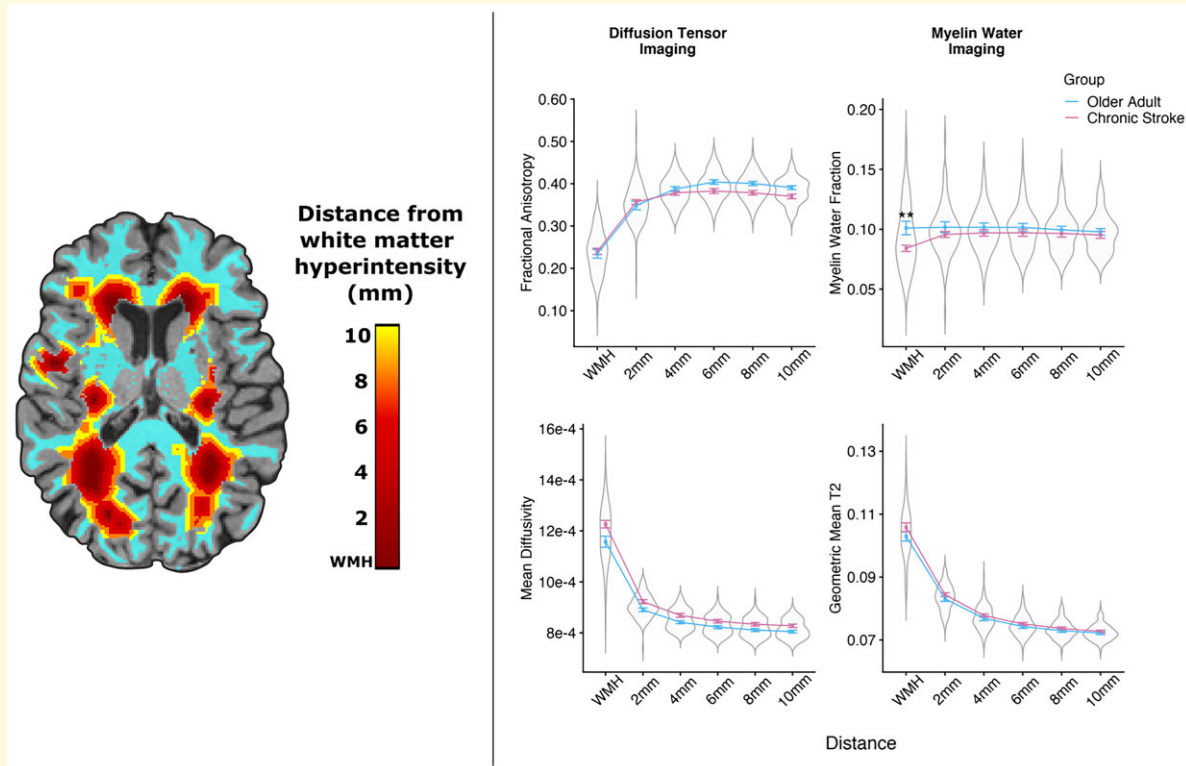 Distance from
white matter
hyperintensity
(mm)
10
8
6
4
2
WMH
Diffusion Tensor
Imaging
Myelin Water
Imaging
Group
Older Adult
Chronic Stroke
Fractional Anisotropy
0.60
0.50
0.40
0.30
0.20
0.10
WMH
2mm
4mm
6mm
8mm
10mm
Myelin Water Fraction
0.20
0.15
0.10
0.05
**
WMH
2mm
4mm
6mm
8mm
10mm
Mean Diffusivity
16e-4
14e-4
12e-4
10e-4
8e-4
WMH
2mm
4mm
6mm
8mm
10mm
Geometric Mean T2
0.13
0.11
0.09
0.07
WMH
2mm
4mm
6mm
8mm
10mm
Distance